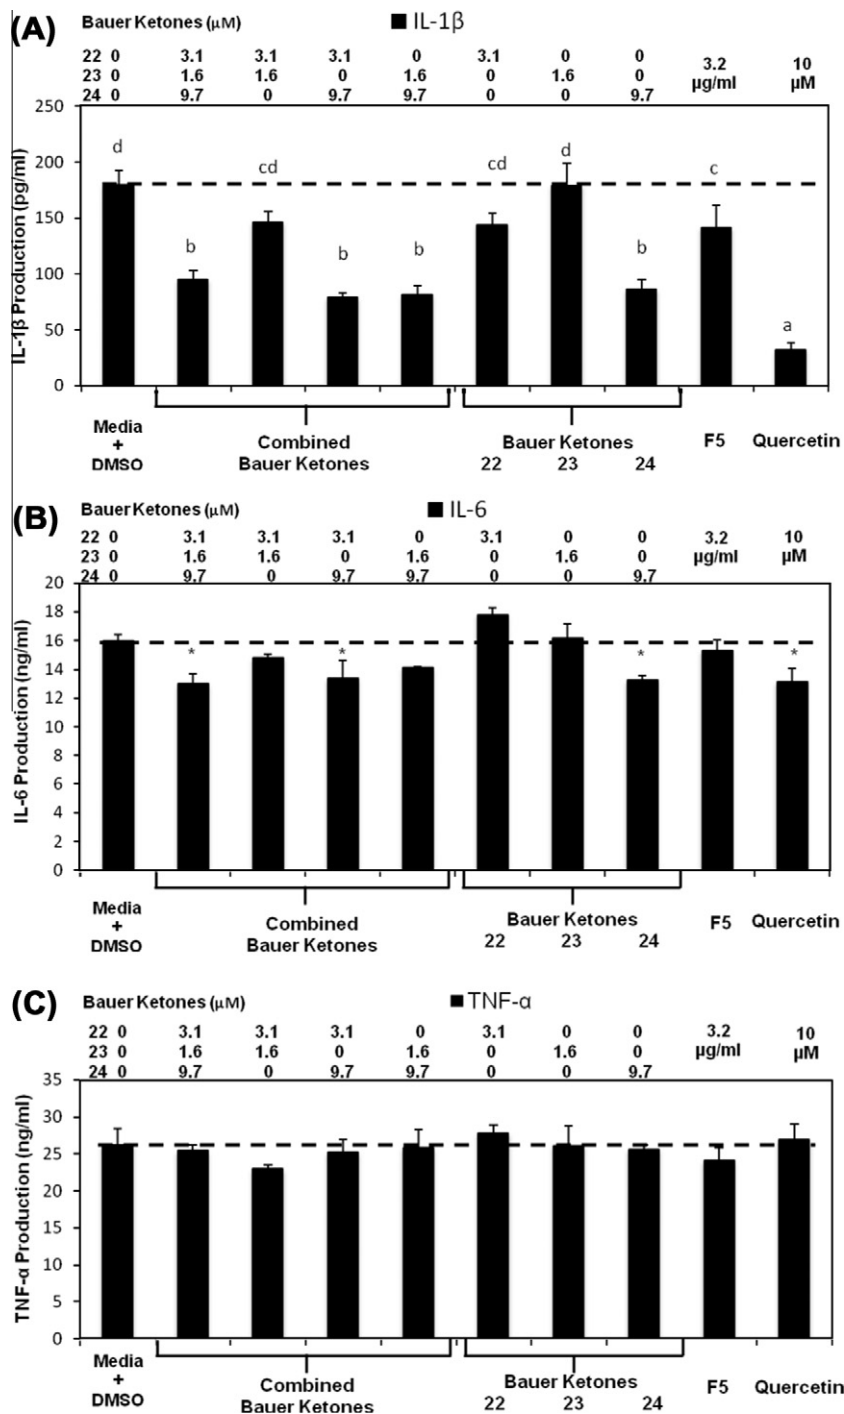 (A) Bauer Ketones (µM) IL-1β
22 0 3.1 3.1 3.1 0 3.1 0 0 3.2 10
23 0 1.6 1.6 0 1.6 0 1.6 0 µg/ml µM
24 0 9.7 0 9.7 9.7 0 0 9.7
IL-1β Production (pg/ml)
250
200
150
100
50
0
d cd cd d c
b b b b
a
Media + DMSO
Combined Bauer Ketones
Bauer Ketones
22 23 24
F5 Quercetin
(B) Bauer Ketones (µM) IL-6
22 0 3.1 3.1 3.1 0 3.1 0 0 3.2 10
23 0 1.6 1.6 0 1.6 0 1.6 0 µg/ml µM
24 0 9.7 0 9.7 9.7 0 0 9.7
IL-6 Production (ng/ml)
20
18
16
14
12
10
8
6
4
2
0
* * * *
Media + DMSO
Combined Bauer Ketones
Bauer Ketones
22 23 24
F5 Quercetin
(C) Bauer Ketones (µM) TNF-α
22 0 3.1 3.1 3.1 0 3.1 0 0 3.2 10
23 0 1.6 1.6 0 1.6 0 1.6 0 µg/ml µM
24 0 9.7 0 9.7 9.7 0 0 9.7
TNF-α Production (ng/ml)
35
30
25
20
15
10
5
0
Media + DMSO
Combined Bauer Ketones
Bauer Ketones
22 23 24
F5 Quercetin